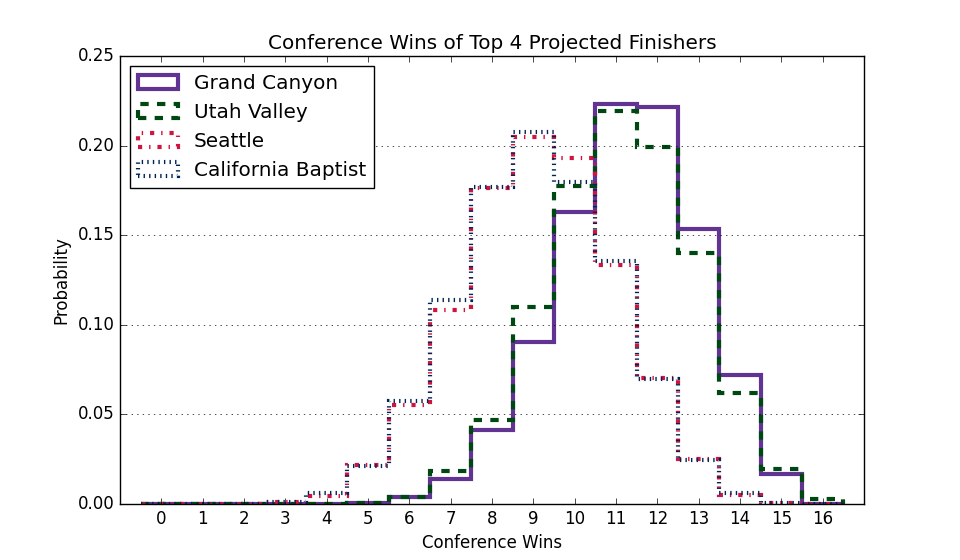 Conference Wins of Top 4 Projected Finishers
Grand Canyon
Utah Valley
Seattle
California Baptist
0.25
0.20
0.15
0.10
0.05
0.00
Probability
0 1 2 3 4 5 6 7 8 9 10 11 12 13 14 15 16
Conference Wins